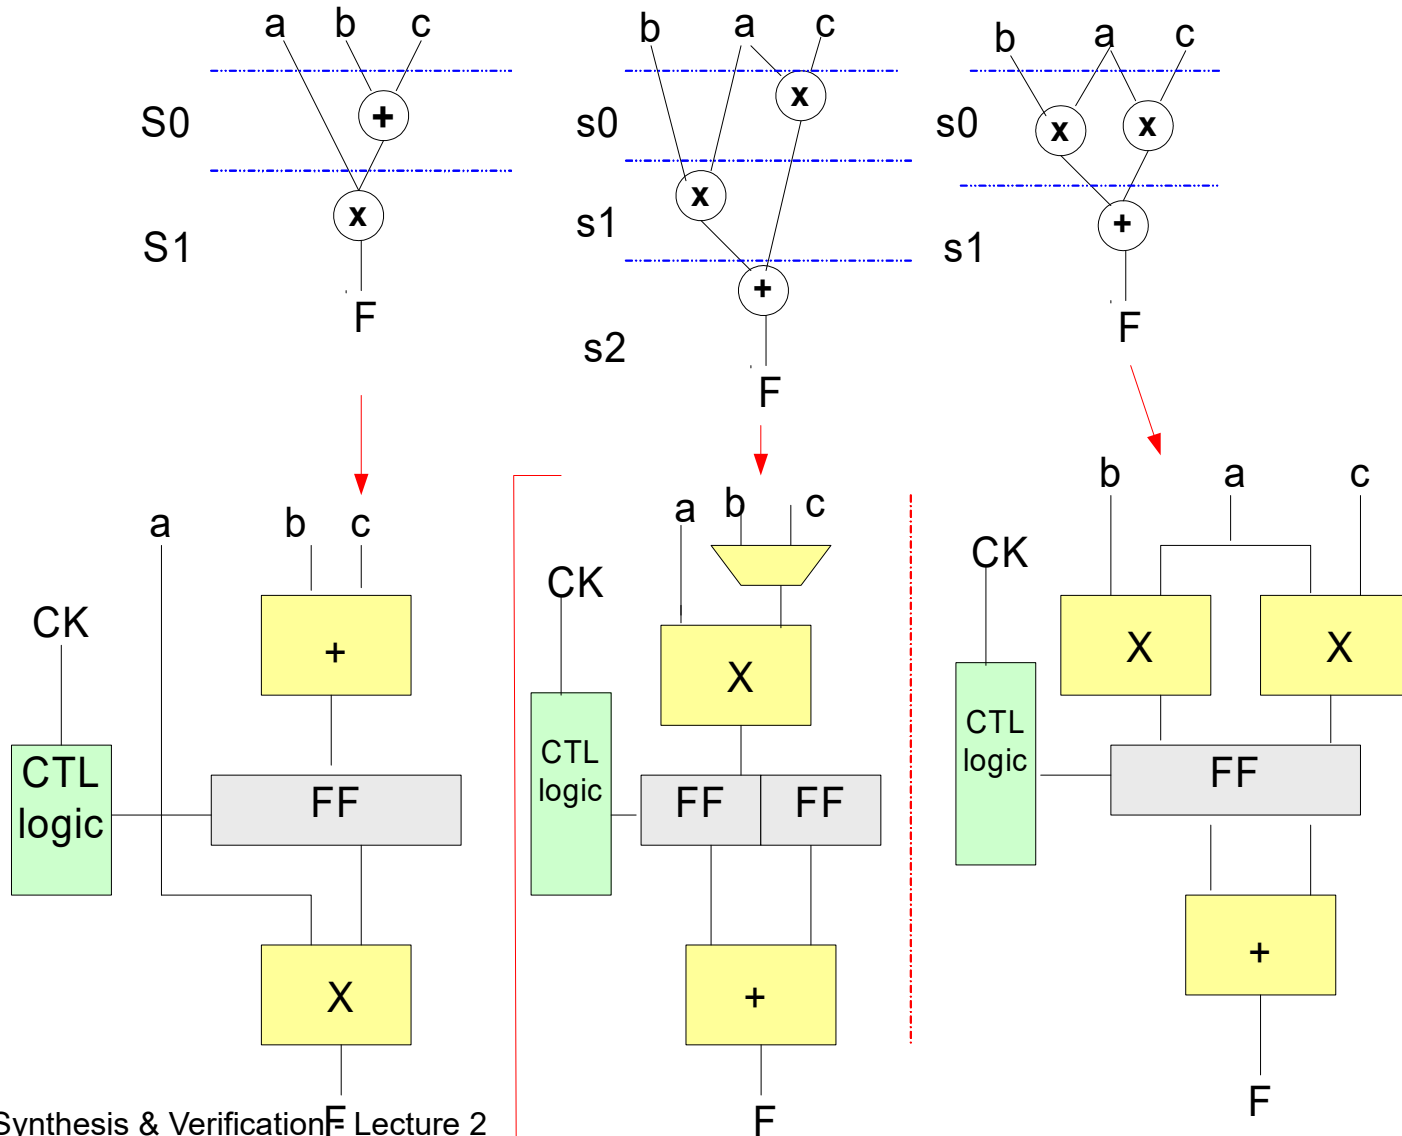 a b c
b a c
b a c
+
x
x x
S0
s0
s0
x
x
+
S1
s1
s1
+
F
F
s2
F
b a c
a b c
a b c
CK
CK
CK
+
X
X X
CTL
logic
CTL
logic
CTL
logic
FF
FF FF
FF
X
+
+
F
F
F
Synthesis & Verification - Lecture 2